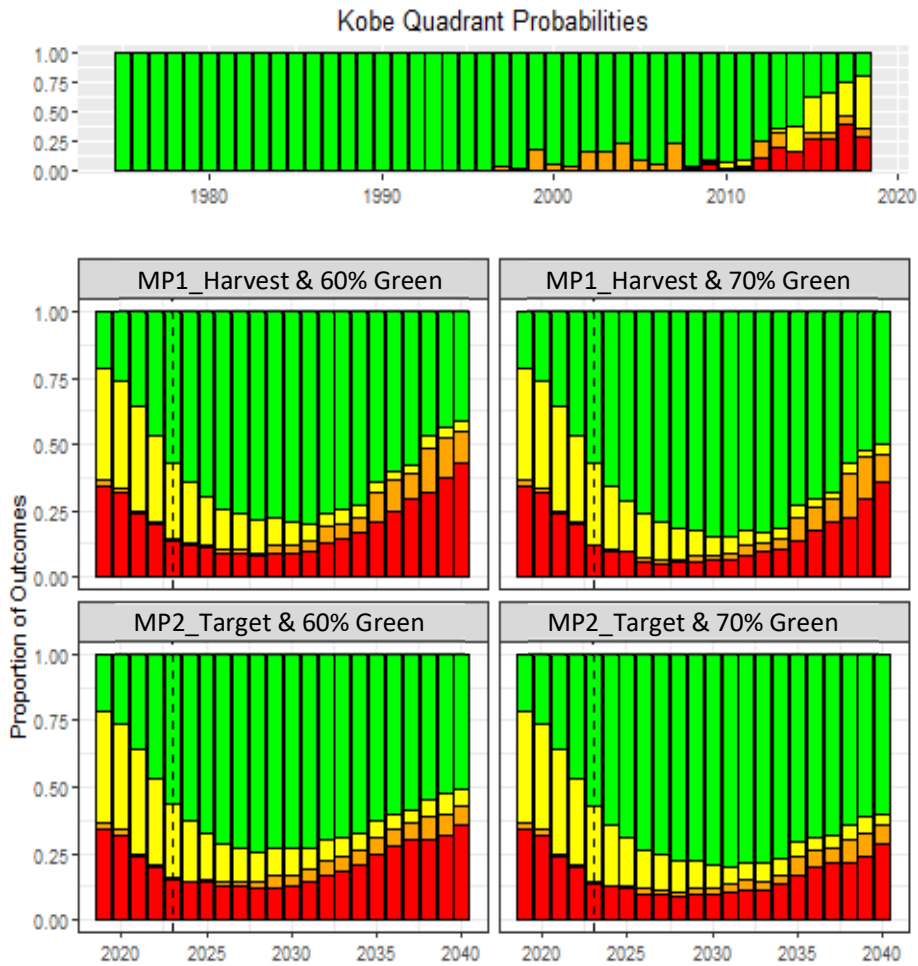 Kobe Quadrant Probabilities
1.00
0.75
0.50
0.25
0.00
1980 1990 2000 2010 2020
MP1_Harvest & 60% Green MP1_Harvest & 70% Green
1.00
0.75
0.50
0.25
0.00
Proportion of Outcomes
MP2_Target & 60% Green MP2_Target & 70% Green
1.00
0.75
0.50
0.25
0.00
2020 2025 2030 2035 2040 2020 2025 2030 2035 2040